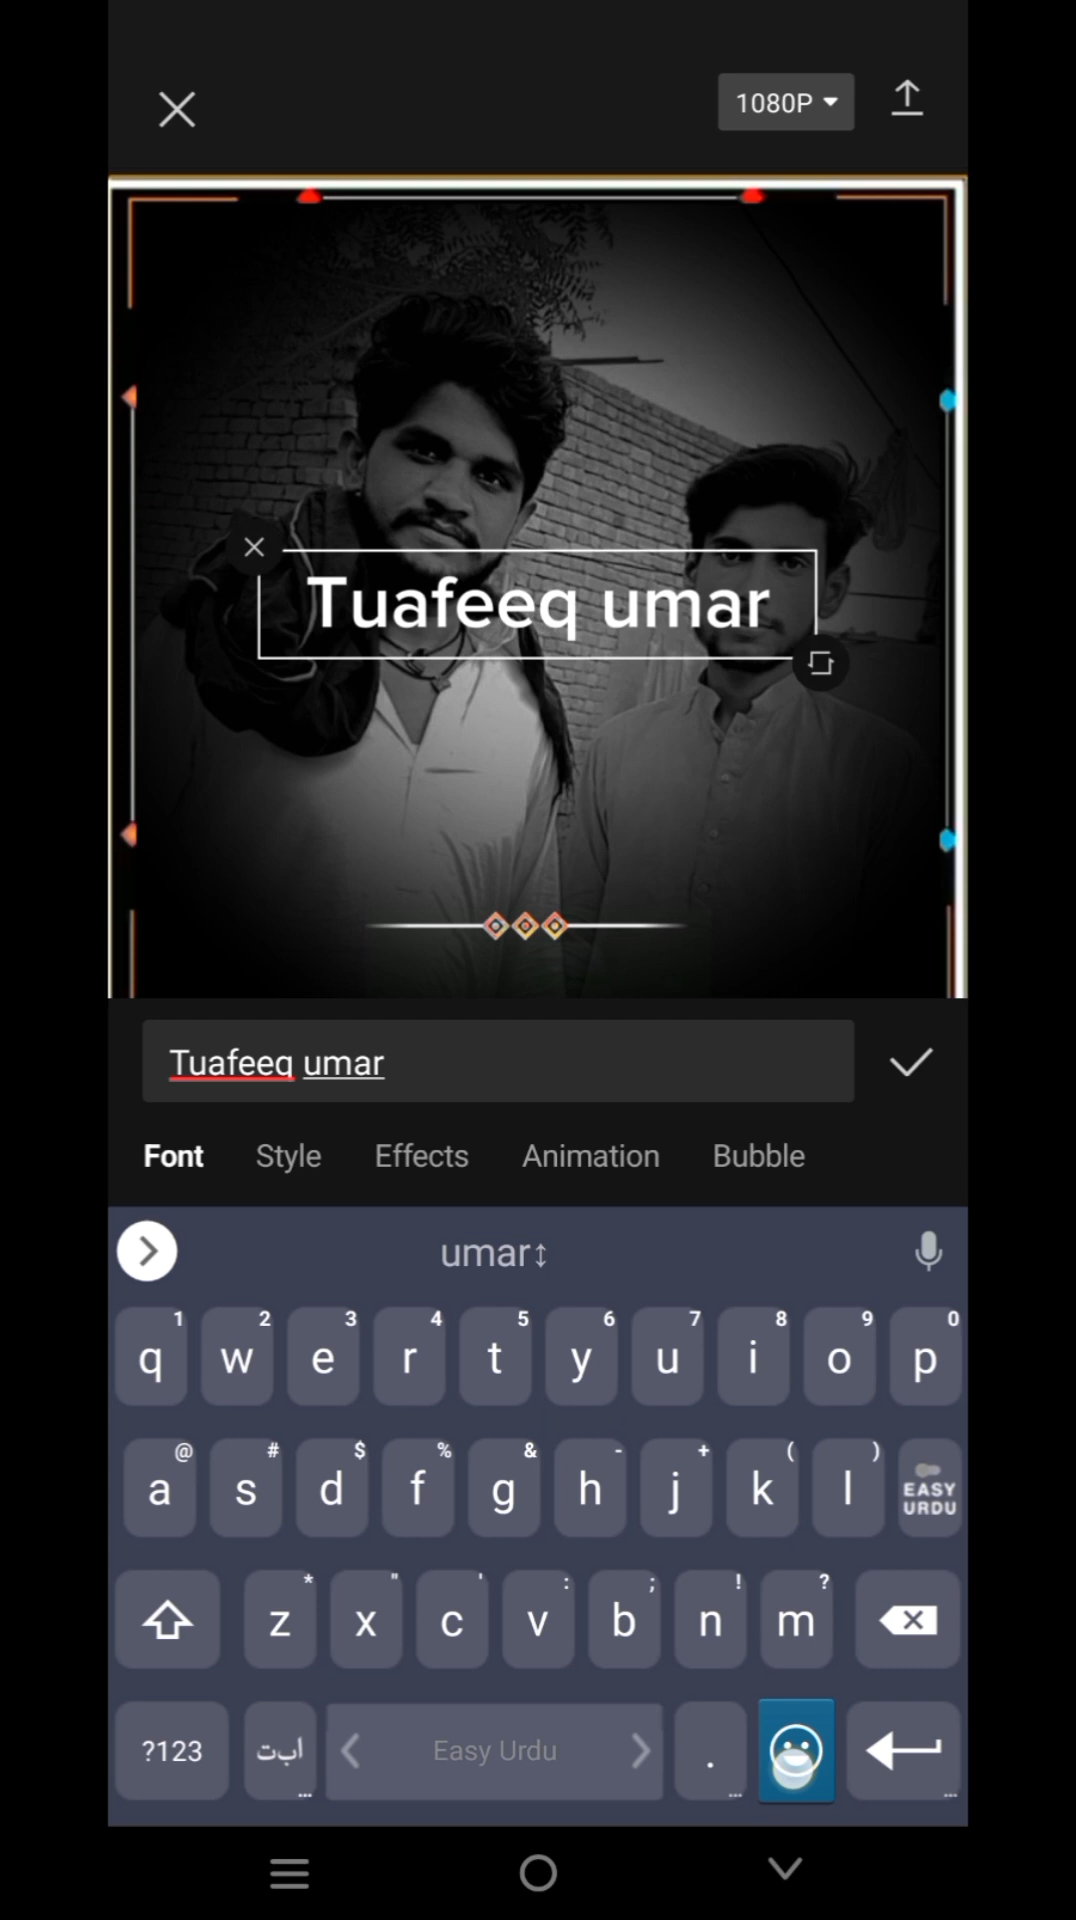 1080P
Tuafeeq umar
Tuafeeq umar
Font Style Effects Animation Bubble
umar↕
1 2 3 4 5 6 7 8 9 0
q w e r t y u i o p
@ # $ % & - + ( )
a s d f g h j k l EASY URDU
* " ' : ; ! ?
z x c v b n m
?123 ابت ... < Easy Urdu > . ... ...